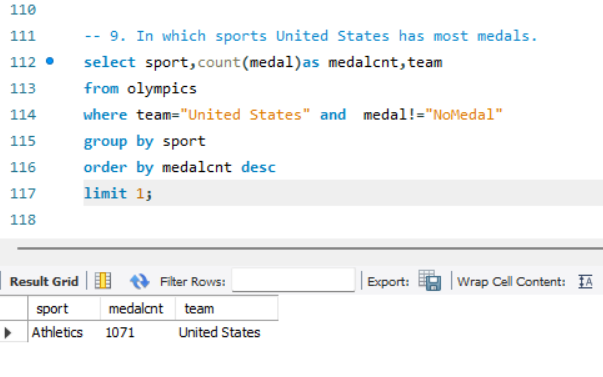 110
111 -- 9. In which sports United States has most medals.
112 select sport,count(medal)as medalcnt,team
113 from olympics
114 where team="United States" and  medal!="NoMedal"
115 group by sport
116 order by medalcnt desc
117 limit 1;
118
Result Grid Filter Rows: Export: Wrap Cell Content: IA
sport medalcnt team
Athletics 1071 United States